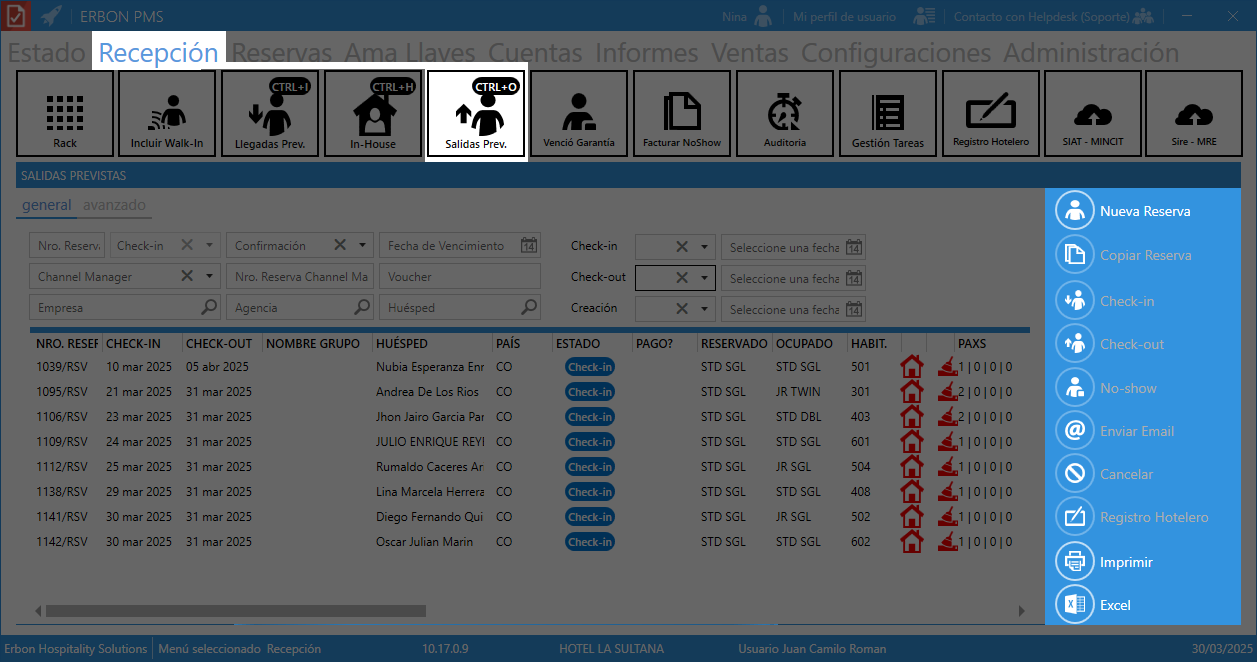 ERBON PMS Nina Mi perfil de usuario Contacto con Helpdesk (Soporte)
Estado Recepción Reservas Ama Llaves Cuentas Informes Ventas Configuraciones Administración
CTRL+I CTRL+H CTRL+O
Rack Incluir Walk-In Llegadas Prev. In-House Salidas Prev. Venció Garantía Facturar NoShow Auditoria Gestión Tareas Registro Hotelero SIAT - MINCIT Sire - MRE
SALIDAS PREVISTAS
general avanzado
Nro. Reserv. Check-in Confirmación Fecha de Vencimiento 14 Check-in Seleccione una fecha 14
Channel Manager Nro. Reserva Channel Ma Voucher Check-out Seleccione una fecha 14
Empresa Agencia Huésped Creación Seleccione una fecha 14
NRO. RESEF CHECK-IN CHECK-OUT NOMBRE GRUPO HUÉSPED PAÍS ESTADO PAGO? RESERVADO OCUPADO HABIT. PAXS
1039/RSV 10 mar 2025 05 abr 2025 Nubia Esperanza Enr CO Check-in STD SGL STD SGL 501 1|0|0|0
1095/RSV 21 mar 2025 31 mar 2025 Andrea De Los Rios CO Check-in STD SGL JR TWIN 301 2|0|0|0
1106/RSV 23 mar 2025 31 mar 2025 Jhon Jairo Garcia Par CO Check-in STD SGL STD DBL 403 2|0|0|0
1109/RSV 24 mar 2025 31 mar 2025 JULIO ENRIQUE REYI CO Check-in STD SGL STD SGL 601 1|0|0|0
1112/RSV 25 mar 2025 31 mar 2025 Rumaldo Caceres Ar CO Check-in STD SGL JR SGL 504 1|0|0|0
1138/RSV 29 mar 2025 31 mar 2025 Lina Marcela Herrera CO Check-in STD SGL STD SGL 408 1|0|0|0
1141/RSV 30 mar 2025 31 mar 2025 Diego Fernando Qui CO Check-in STD SGL JR SGL 502 1|0|0|0
1142/RSV 30 mar 2025 31 mar 2025 Oscar Julian Marin CO Check-in STD SGL STD SGL 602 1|0|0|0
Nueva Reserva
Copiar Reserva
Check-in
Check-out
No-show
Enviar Email
Cancelar
Registro Hotelero
Imprimir
Excel
Erbon Hospitality Solutions Menú seleccionado Recepción 10.17.0.9 HOTEL LA SULTANA Usuario Juan Camilo Roman 30/03/2025